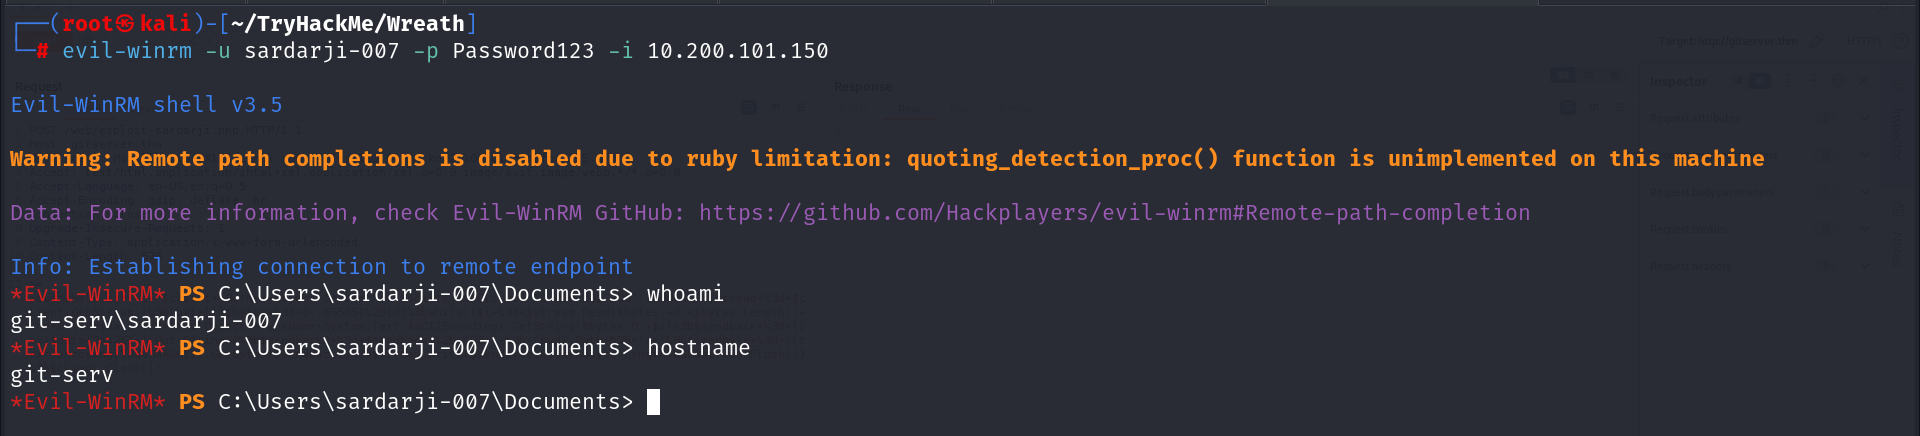 ┌──(root㉿kali)-[~/TryHackMe/Wreath]
└─# evil-winrm -u sardarji-007 -p Password123 -i 10.200.101.150
Evil-WinRM shell v3.5
Warning: Remote path completions is disabled due to ruby limitation: quoting_detection_proc() function is unimplemented on this machine
Data: For more information, check Evil-WinRM GitHub: https://github.com/Hackplayers/evil-winrm#Remote-path-completion
Info: Establishing connection to remote endpoint
*Evil-WinRM* PS C:\Users\sardarji-007\Documents> whoami
git-serv\sardarji-007
*Evil-WinRM* PS C:\Users\sardarji-007\Documents> hostname
git-serv
*Evil-WinRM* PS C:\Users\sardarji-007\Documents>
Request
Response
Inspector